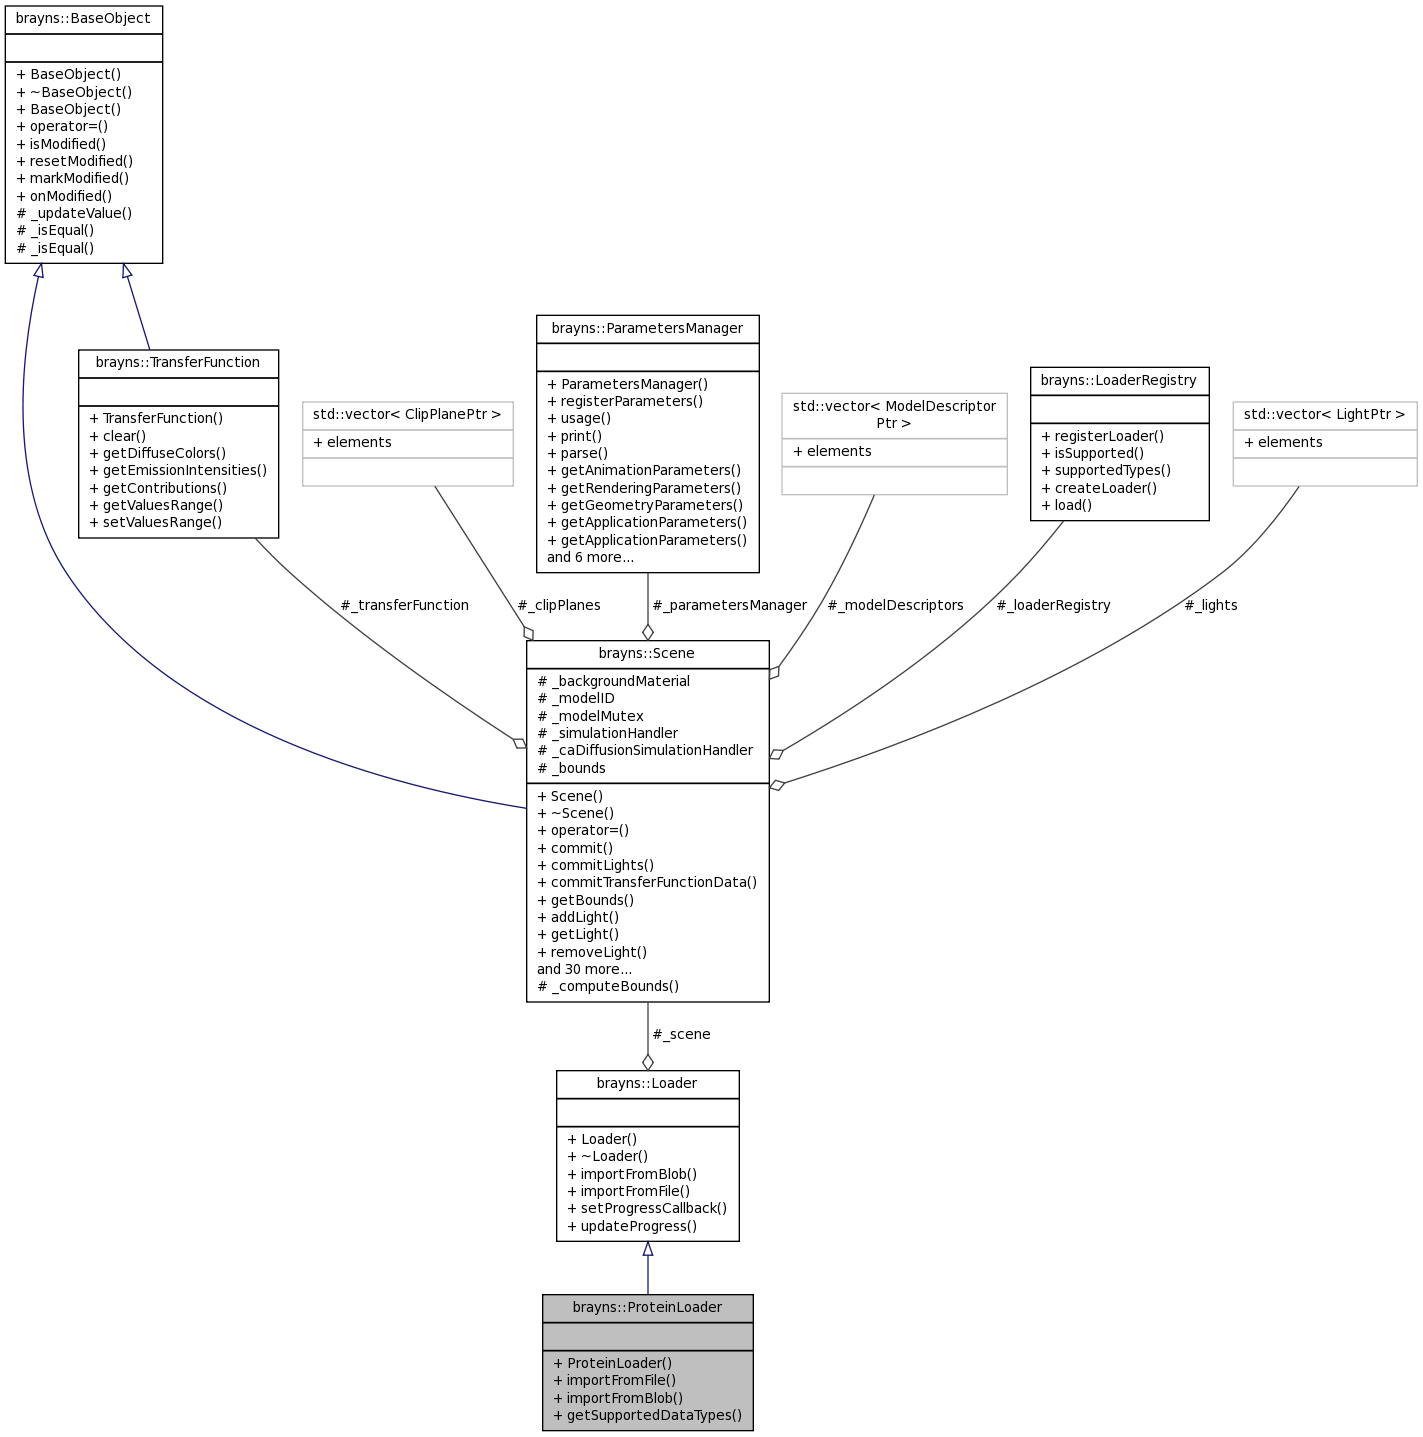 brayns::BaseObject
+ BaseObject()
+ ~BaseObject()
+ BaseObject()
+ operator=()
+ isModified()
+ resetModified()
+ markModified()
+ onModified()
# _updateValue()
# _isEqual()
# _isEqual()
brayns::TransferFunction
+ TransferFunction()
+ clear()
+ getDiffuseColors()
+ getEmissionIntensities()
+ getContributions()
+ getValuesRange()
+ setValuesRange()
std::vector< ClipPlanePtr >
+ elements
brayns::ParametersManager
+ ParametersManager()
+ registerParameters()
+ usage()
+ print()
+ parse()
+ getAnimationParameters()
+ getRenderingParameters()
+ getGeometryParameters()
+ getApplicationParameters()
+ getApplicationParameters()
and 6 more...
std::vector< ModelDescriptor
Ptr >
+ elements
brayns::LoaderRegistry
+ registerLoader()
+ isSupported()
+ supportedTypes()
+ createLoader()
+ load()
std::vector< LightPtr >
+ elements
#_transferFunction
#_clipPlanes
#_parametersManager
#_modelDescriptors
#_loaderRegistry
#_lights
brayns::Scene
# _backgroundMaterial
# _modelID
# _modelMutex
# _simulationHandler
# _caDiffusionSimulationHandler
# _bounds
+ Scene()
+ ~Scene()
+ operator=()
+ commit()
+ commitLights()
+ commitTransferFunctionData()
+ getBounds()
+ addLight()
+ getLight()
+ removeLight()
and 30 more...
# _computeBounds()
#_scene
brayns::Loader
+ Loader()
+ ~Loader()
+ importFromBlob()
+ importFromFile()
+ setProgressCallback()
+ updateProgress()
brayns::ProteinLoader
+ ProteinLoader()
+ importFromFile()
+ importFromBlob()
+ getSupportedDataTypes()